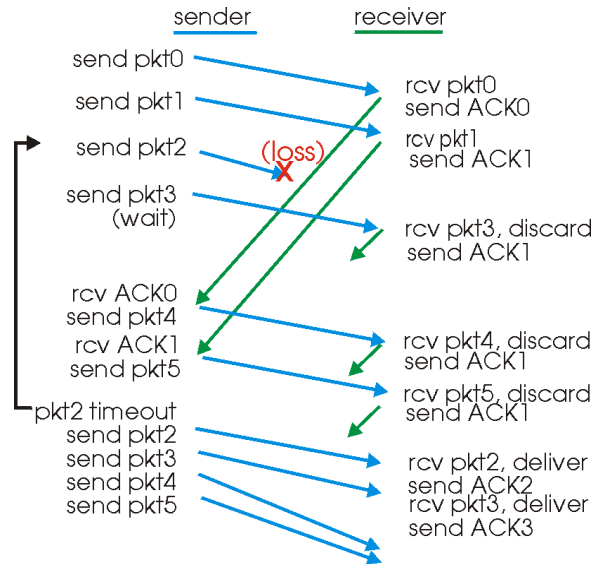 sender
receiver
send pkt0
send pkt1
send pkt2
send pkt3
(wait)
(loss)
X
rcv pkt0
send ACK0
rcv pkt1
send ACK1
rcv pkt3, discard
send ACK1
rcv ACK0
send pkt4
rcv ACK1
send pkt5
rcv pkt4, discard
send ACK1
rcv pkt5, discard
send ACK1
pkt2 timeout
send pkt2
send pkt3
send pkt4
send pkt5
rcv pkt2, deliver
send ACK2
rcv pkt3, deliver
send ACK3